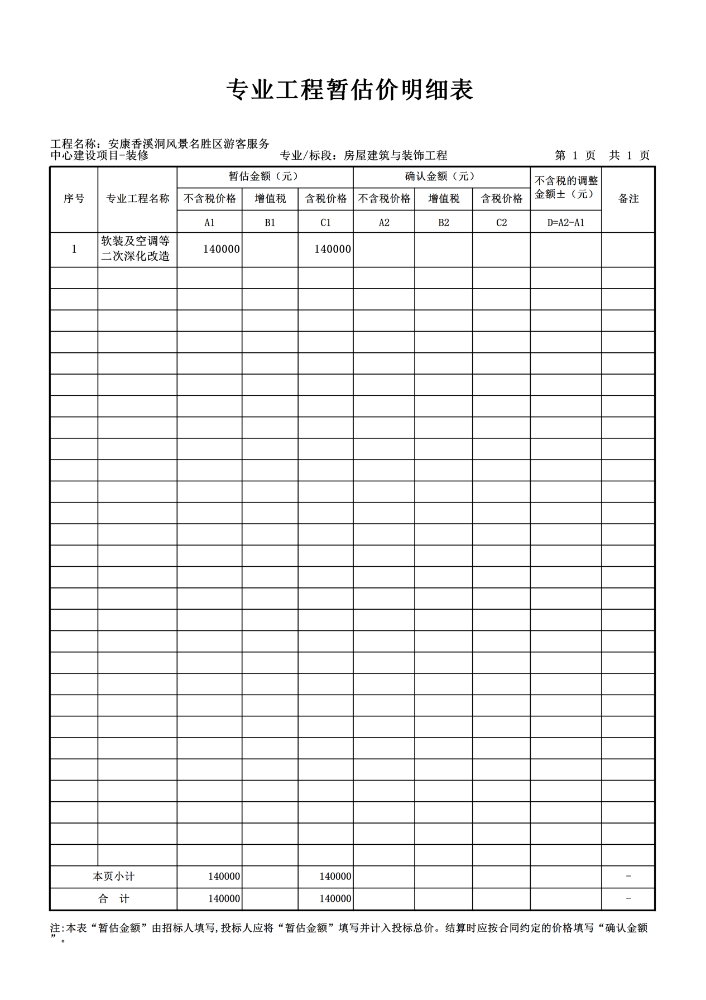 专业工程暂估价明细表
工程名称：安康香溪洞风景名胜区游客服务
中心建设项目-装修 专业/标段：房屋建筑与装饰工程 第 1 页 共 1 页
序号 专业工程名称 暂估金额（元） 确认金额（元） 不含税的调整 备注
金额±（元）
不含税价格 增值税 含税价格 不含税价格 增值税 含税价格
A1 B1 C1 A2 B2 C2 D=A2-A1
1 软装及空调等 140000 140000
二次深化改造
本页小计 140000 140000 -
合 计 140000 140000 -
注:本表“暂估金额”由招标人填写,投标人应将“暂估金额”填写并计入投标总价。结算时应按合同约定的价格填写“确认金额
”。